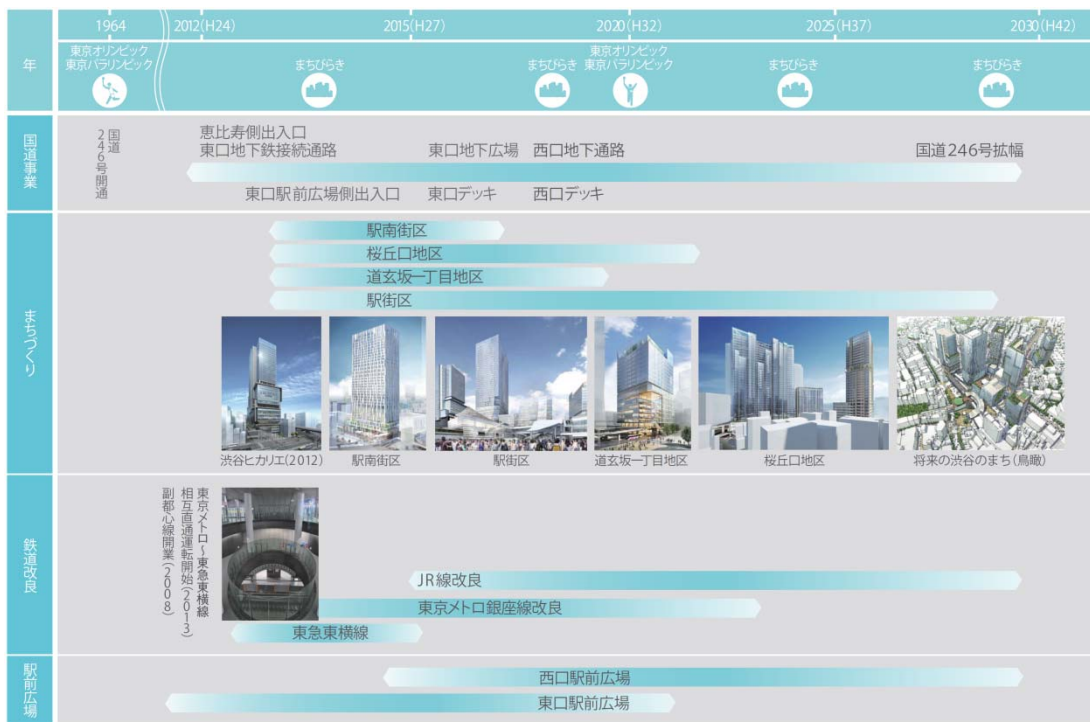 年
1964
2012(H24)
2015(H27)
2020(H32)
2025(H37)
2030(H42)
東京オリンピック
東京パラリンピック
まちびらき
まちびらき
東京オリンピック
東京パラリンピック
まちびらき
まちびらき
国道事業
国道
246号開通
恵比寿側出入口
東口地下鉄接続通路
東口地下広場
西口地下通路
国道246号拡幅
東口駅前広場側出入口
東口デッキ
西口デッキ
まちづくり
駅南街区
桜丘口地区
道玄坂一丁目地区
駅街区
渋谷ヒカリエ(2012)
駅南街区
駅街区
道玄坂一丁目地区
桜丘口地区
将来の渋谷のまち(鳥瞰)
鉄道改良
東京メトロ~東急東横線
相互直通運転開始(2013)
副都心線開業(2008)
JR線改良
東京メトロ銀座線改良
東急東横線
駅前広場
西口駅前広場
東口駅前広場